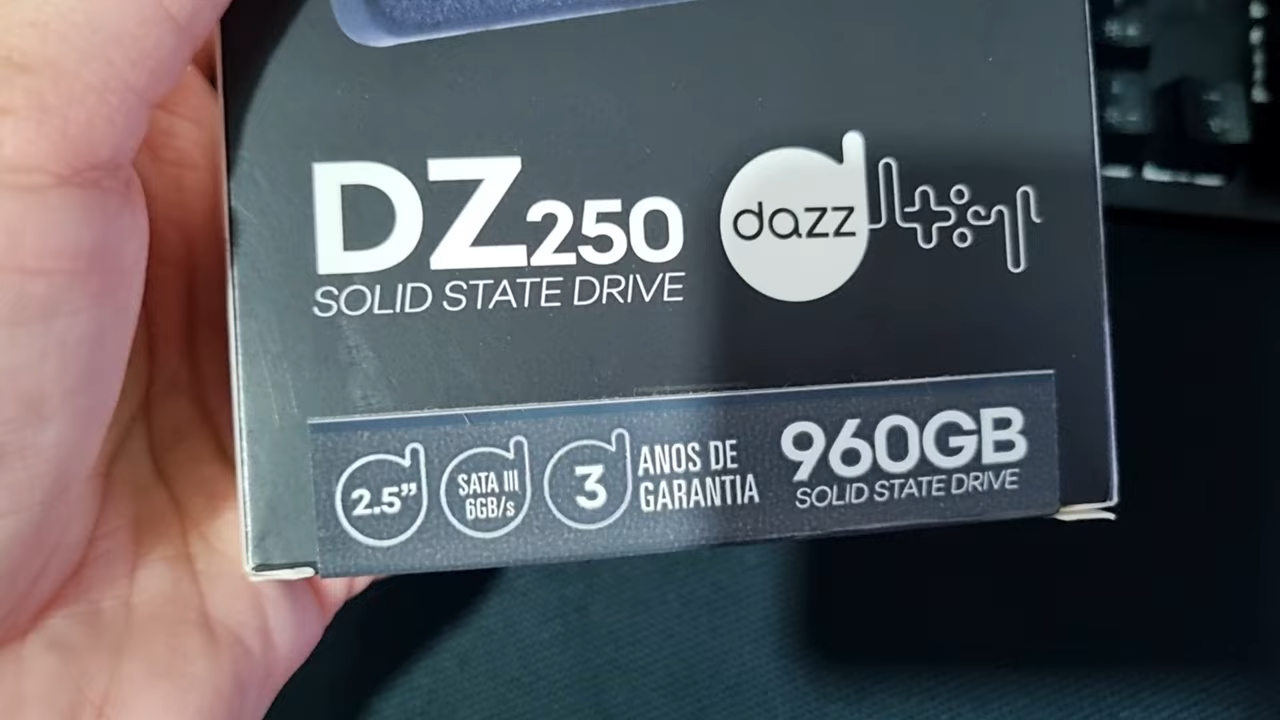 DZ250
SOLID STATE DRIVE
dazz
2.5”
SATA III
6GB/s
3
ANOS DE
GARANTIA
960GB
SOLID STATE DRIVE